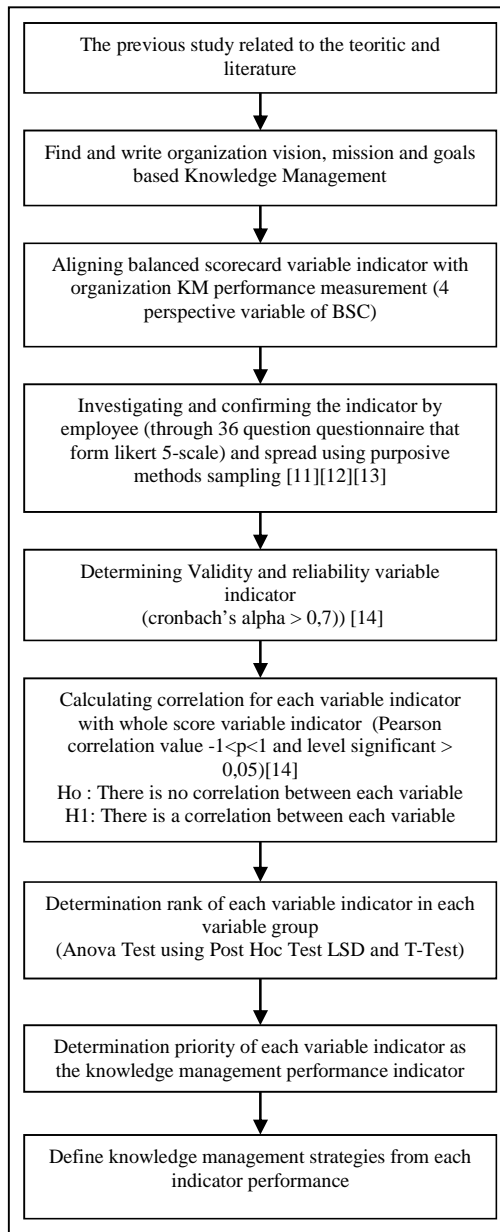 The previous study related to the teoritic and
literature
Find and write organization vision, mission and goals
based Knowledge Management
Aligning balanced scorecard variable indicator with
organization KM performance measurement (4
perspective variable of BSC)
Investigating and confirming the indicator by
employee (through 36 question questionnaire that
form likert 5-scale) and spread using purposive
methods sampling [11][12][13]
Determining Validity and reliability variable
indicator
(cronbach's alpha > 0,7)) [14]
Calculating correlation for each variable indicator
with whole score variable indicator (Pearson
correlation value -1<p<1 and level significant >
0,05)[14]
Ho : There is no correlation between each variable
H1: There is a correlation between each variable
Determination rank of each variable indicator in each
variable group
(Anova Test using Post Hoc Test LSD and T-Test)
Determination priority of each variable indicator as
the knowledge management performance indicator
Define knowledge management strategies from each
indicator performance